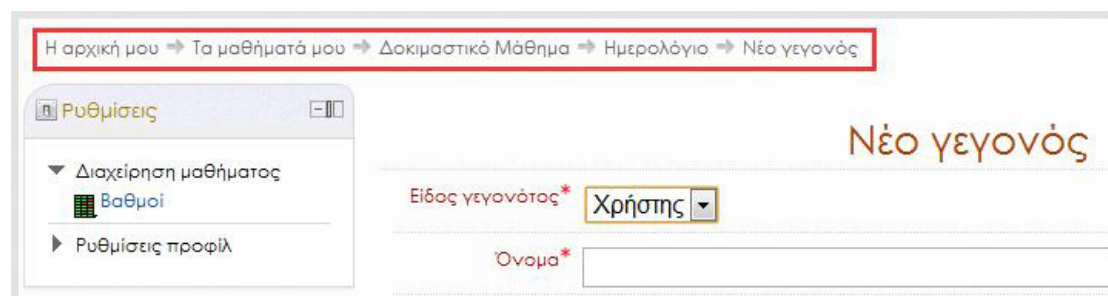 Η αρχική μου ⇒ Τα μαθήματά μου ⇒ Δοκιμαστικό Μάθημα ⇒ Ημερολόγιο ⇒ Νέο γεγονός
Ρυθμίσεις
Διαχείρηση μαθήματος
Βαθμοί
Ρυθμίσεις προφίλ
Νέο γεγονός
Είδος γεγονότος* Χρήστης
Όνομα*